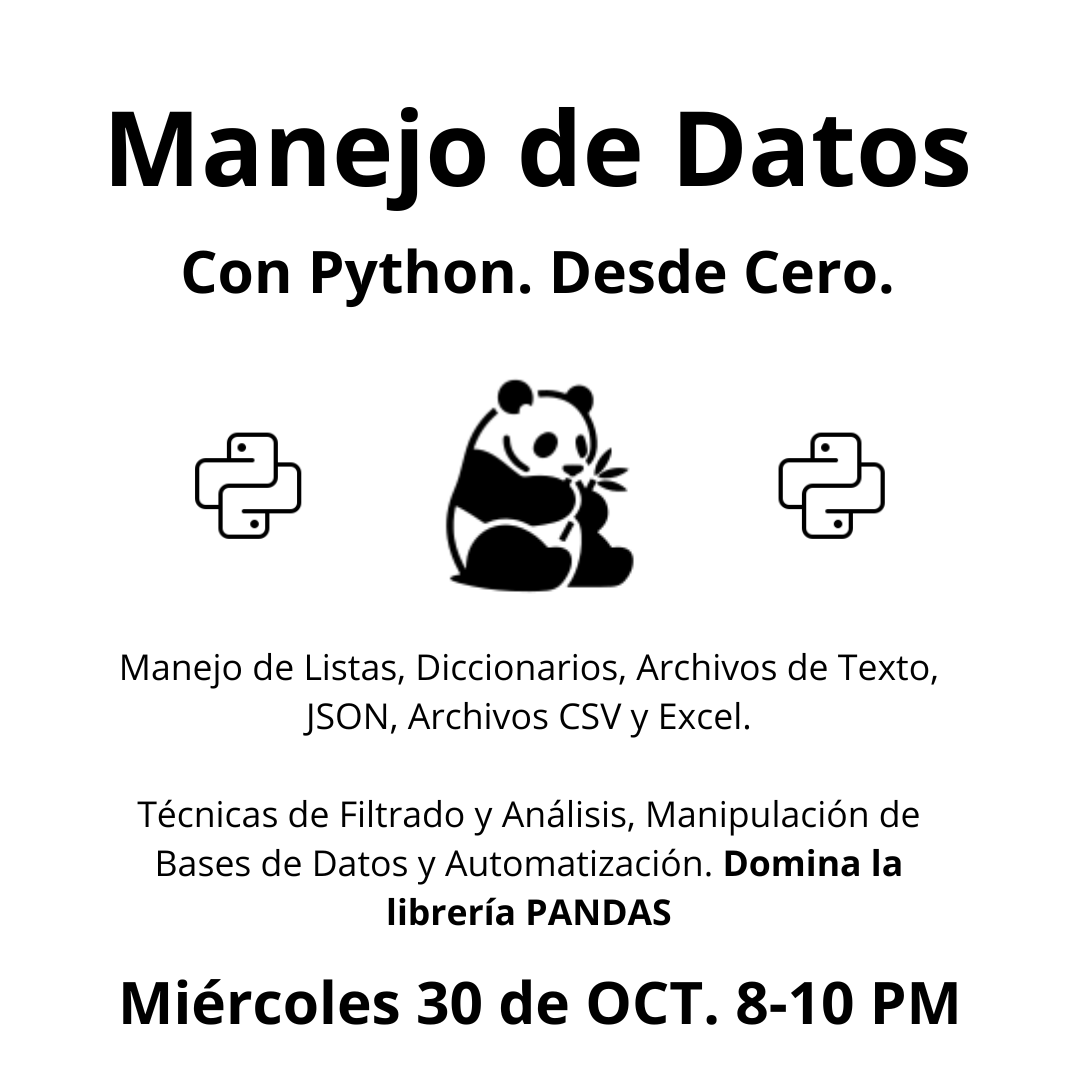 Manejo de Datos
Con Python. Desde Cero.
Manejo de Listas, Diccionarios, Archivos de Texto,
JSON, Archivos CSV y Excel.
Técnicas de Filtrado y Análisis, Manipulación de
Bases de Datos y Automatización. Domina la
librería PANDAS
Miércoles 30 de OCT. 8-10 PM